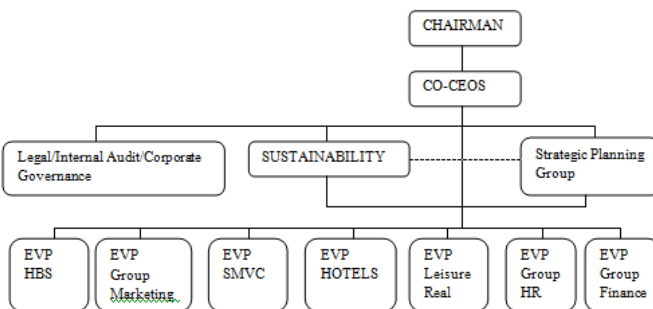 CHAIRMAN
CO-CEOS
Legal/Internal Audit/Corporate
Governance
SUSTAINABILITY
Strategic Planning
Group
EVP
HBS
EVP
Group
Marketing
EVP
SMVC
EVP
HOTELS
EVP
Leisure
Real
EVP
Group
HR
EVP
Group
Finance